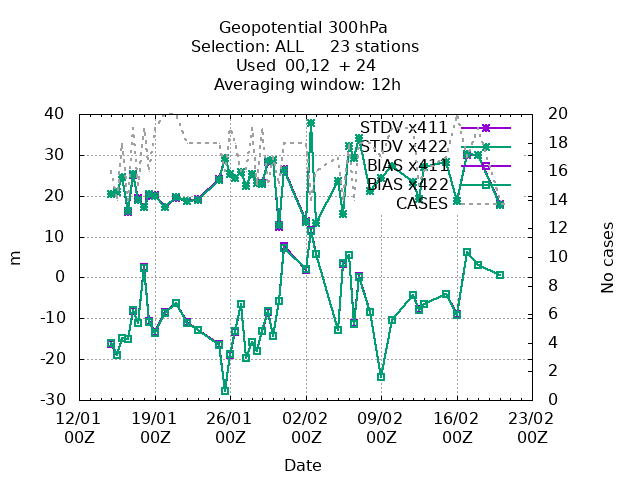 Geopotential 300hPa
Selection: ALL     23 stations
Used  00,12  + 24
Averaging window: 12h
40
30
20
10
0
-10
-20
-30
m
20
18
16
14
12
10
8
6
4
2
0
No cases
STDV x411
STDV x422
BIAS x411
BIAS x422
CASES
12/01 00Z
19/01 00Z
26/01 00Z
02/02 00Z
09/02 00Z
16/02 00Z
23/02 00Z
Date